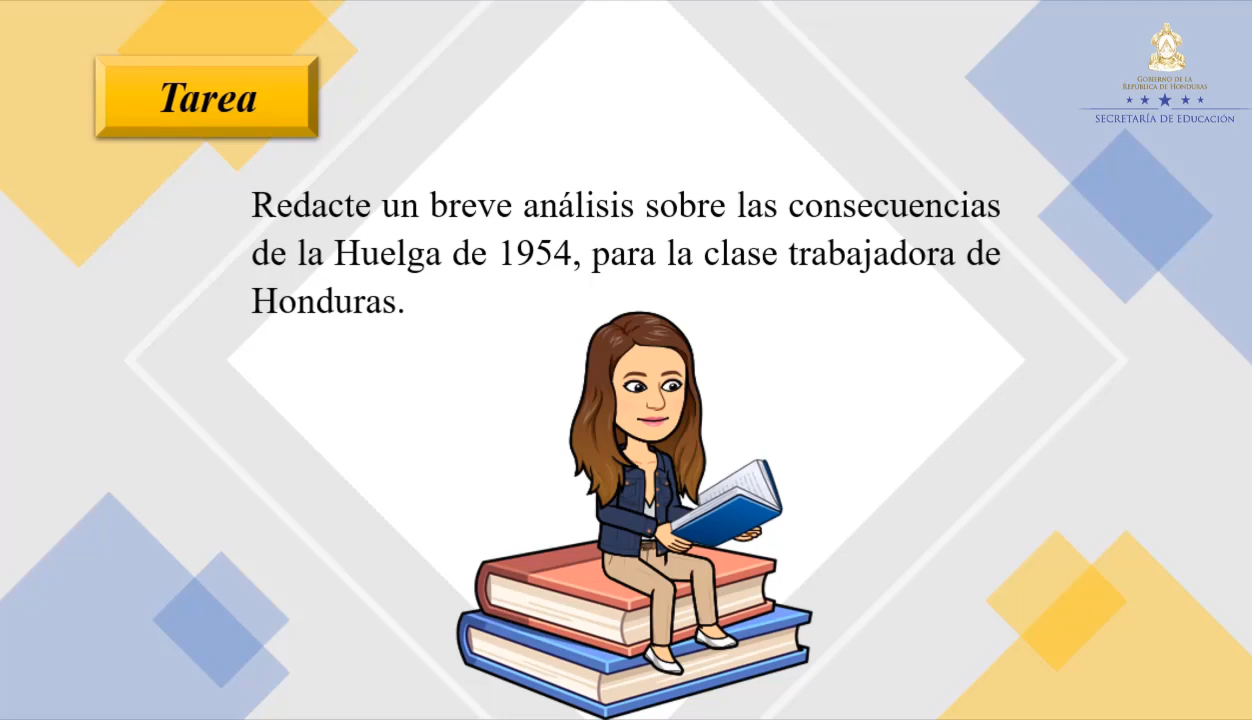 Tarea
GOBIERNO DE LA
REPÚBLICA DE HONDURAS
SECRETARÍA DE EDUCACIÓN
Redacte un breve análisis sobre las consecuencias
de la Huelga de 1954, para la clase trabajadora de
Honduras.